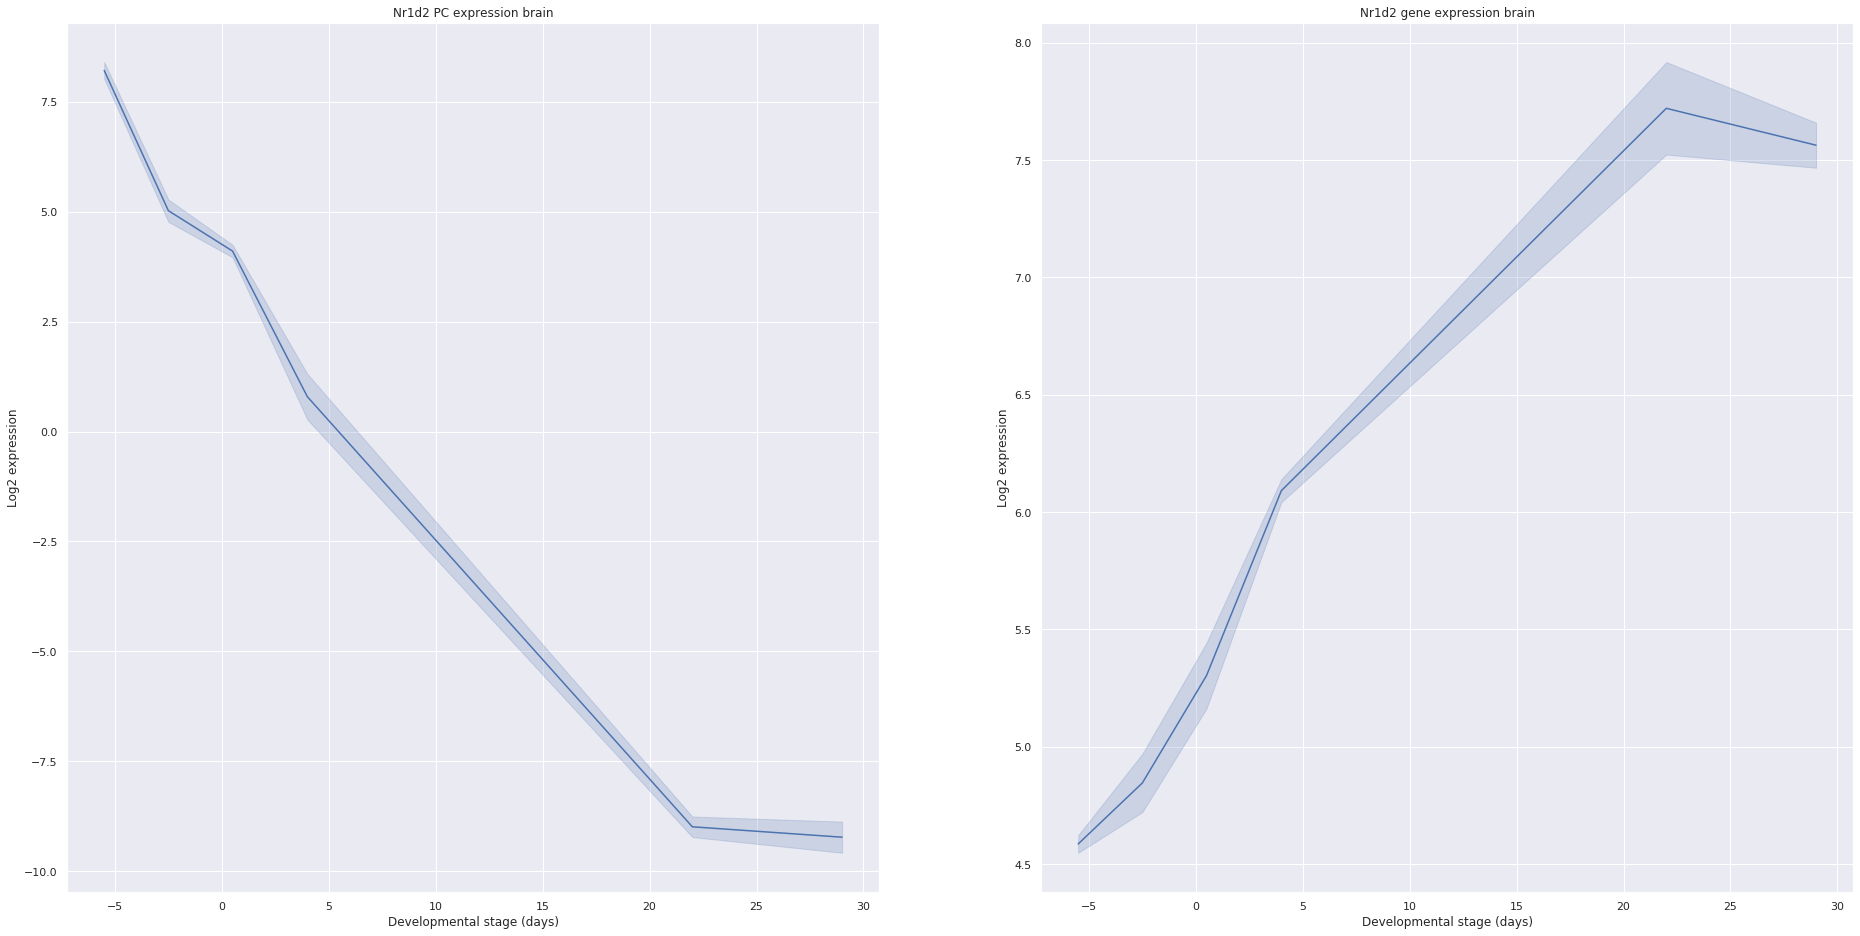 Nr1d2 PC expression brain
Log2 expression
7.5
5.0
2.5
0.0
−2.5
−5.0
−7.5
−10.0
−5 0 5 10 15 20 25 30
Developmental stage (days)
Nr1d2 gene expression brain
Log2 expression
8.0
7.5
7.0
6.5
6.0
5.5
5.0
4.5
−5 0 5 10 15 20 25 30
Developmental stage (days)